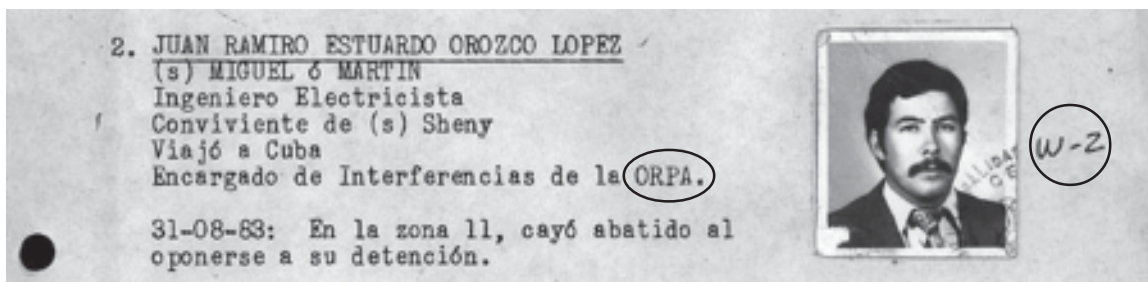 2. JUAN RAMIRO ESTUARDO OROZCO LOPEZ
(s) MIGUEL ó MARTIN
Ingeniero Electricista
Conviviente de (s) Sheny
Viajó a Cuba
Encargado de Interferencias de la ORPA.
W-2
31-08-83: En la zona 11, cayó abatido al
oponerse a su detención.